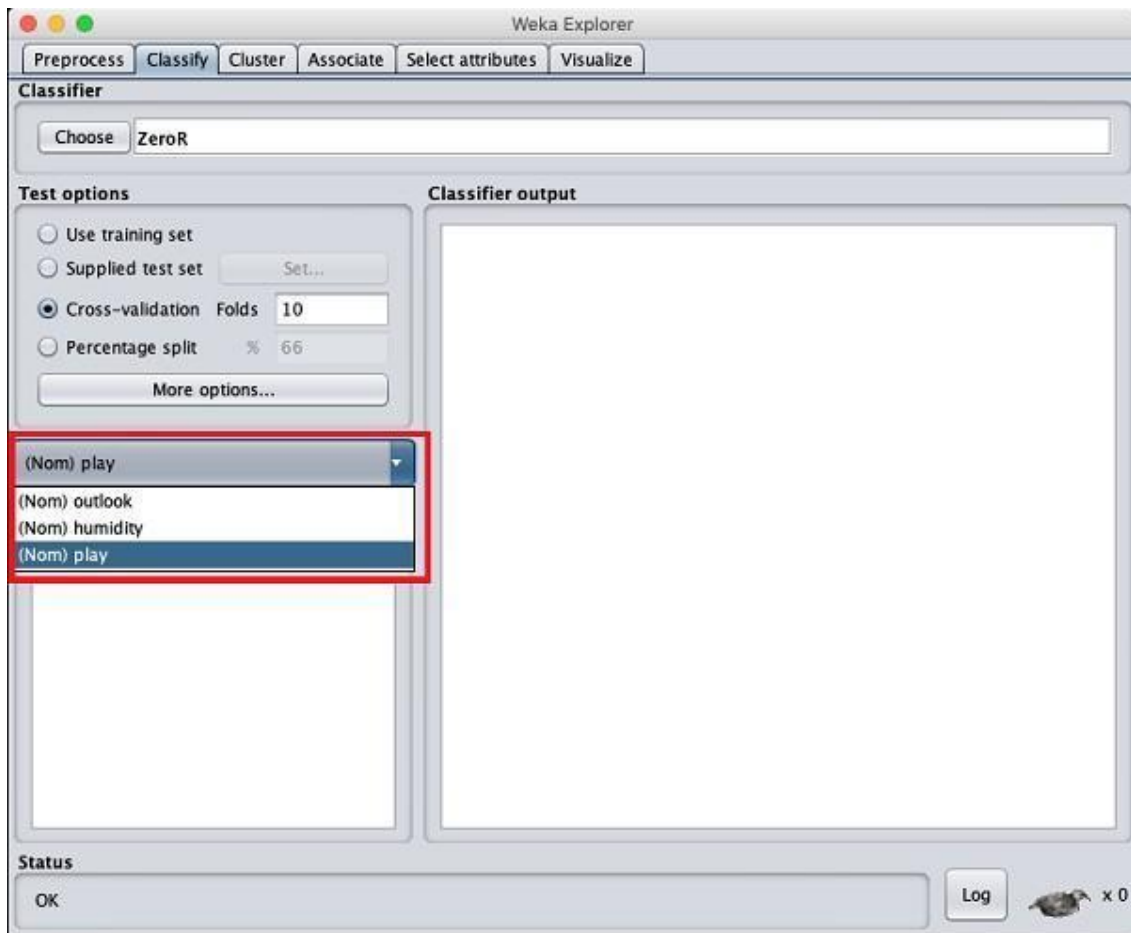 Weka Explorer
Preprocess Classify Cluster Associate Select attributes Visualize
Classifier
Choose ZeroR
Test options
Use training set
Supplied test set Set...
Cross-validation Folds 10
Percentage split % 66
More options...
(Nom) play
(Nom) outlook
(Nom) humidity
(Nom) play
Classifier output
Status
OK
Log x 0